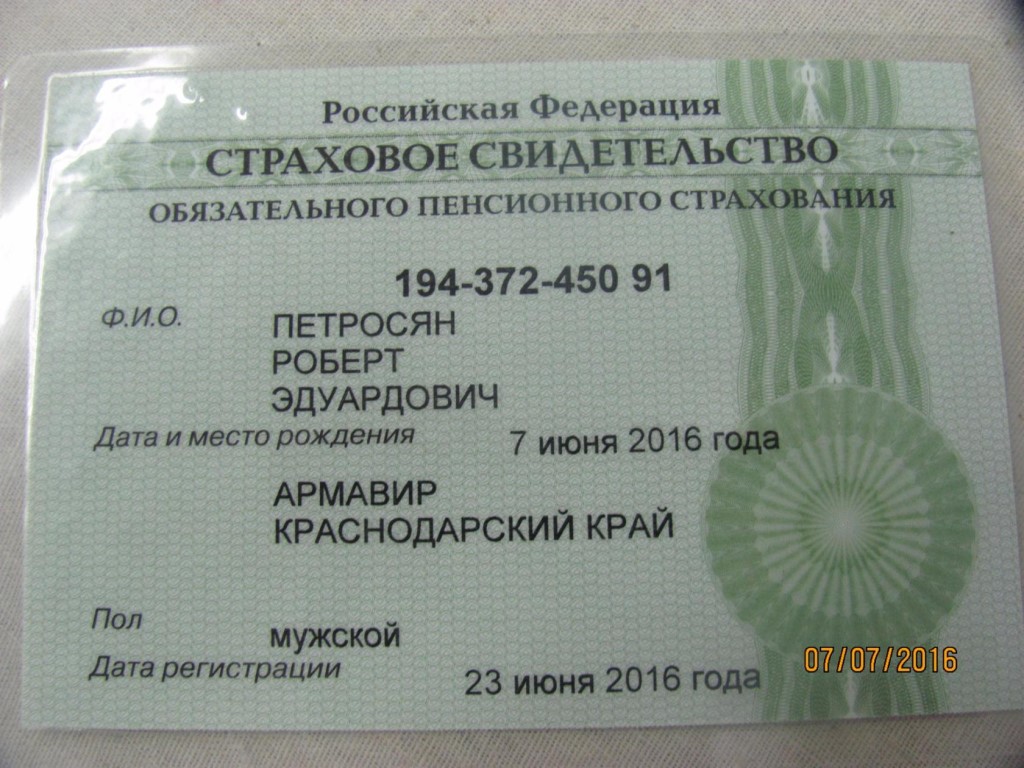 Российская Федерация
СТРАХОВОЕ СВИДЕТЕЛЬСТВО
ОБЯЗАТЕЛЬНОГО ПЕНСИОННОГО СТРАХОВАНИЯ
194-372-450 91
Ф.И.О. ПЕТРОСЯН
РОБЕРТ
ЭДУАРДОВИЧ
Дата и место рождения 7 июня 2016 года
АРМАВИР
КРАСНОДАРСКИЙ КРАЙ
Пол мужской
Дата регистрации 23 июня 2016 года
07/07/2016